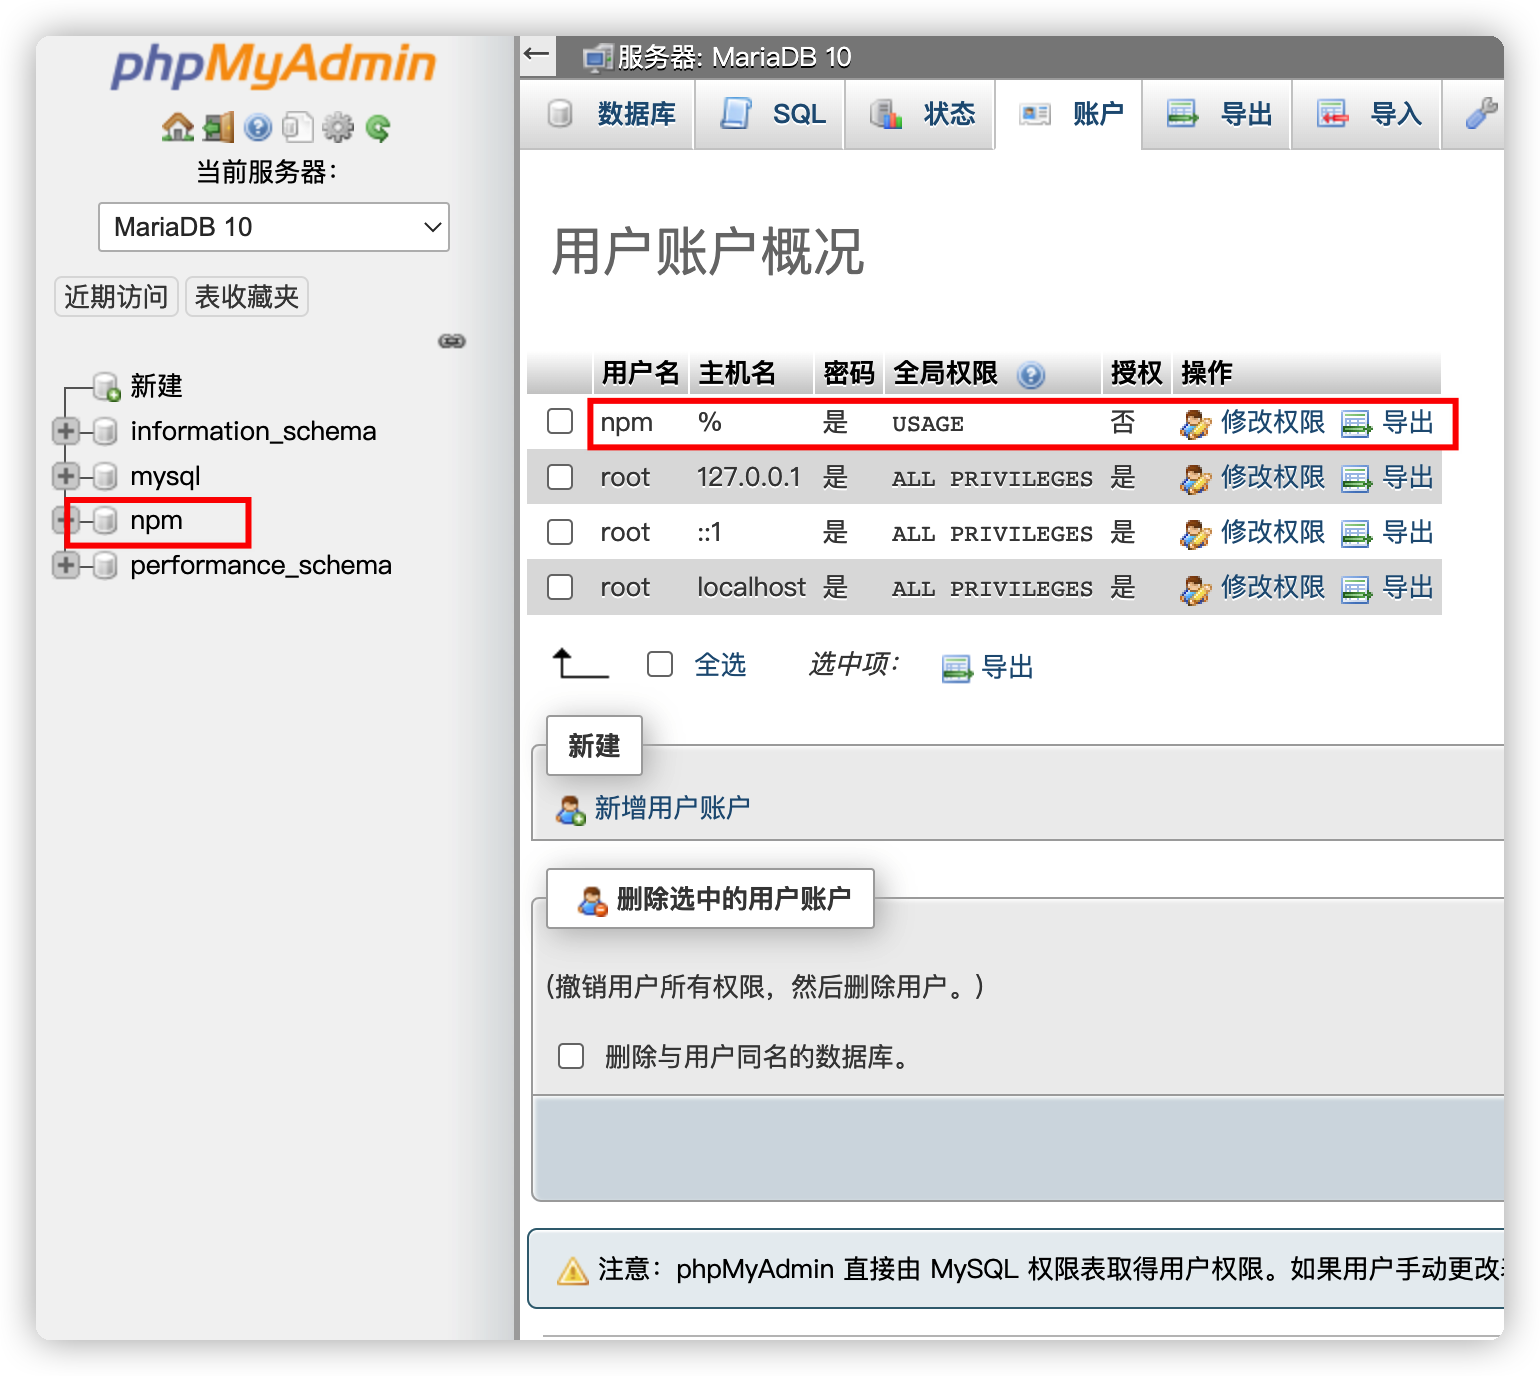 phpMyAdmin
当前服务器：
MariaDB 10
近期访问 表收藏夹
新建
information_schema
mysql
npm
performance_schema
服务器: MariaDB 10
数据库 SQL 状态 账户 导出 导入
用户账户概况
用户名 主机名 密码 全局权限 授权 操作
npm % 是 USAGE 否 修改权限 导出
root 127.0.0.1 是 ALL PRIVILEGES 是 修改权限 导出
root ::1 是 ALL PRIVILEGES 是 修改权限 导出
root localhost 是 ALL PRIVILEGES 是 修改权限 导出
全选 选中项： 导出
新建
新增用户账户
删除选中的用户账户
(撤销用户所有权限，然后删除用户。)
删除与用户同名的数据库。
注意：phpMyAdmin 直接由 MySQL 权限表取得用户权限。如果用户手动更改